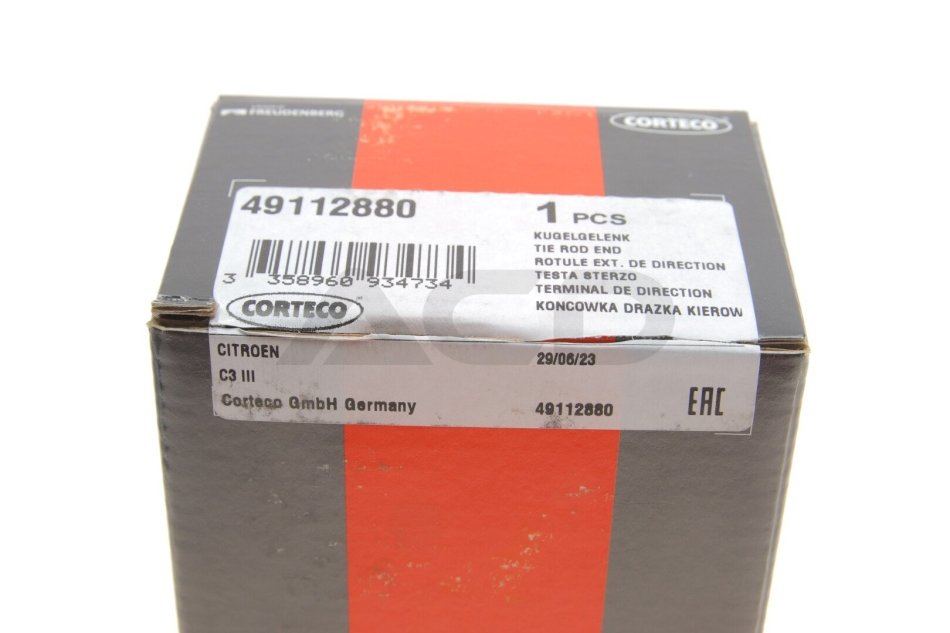 FREUDENBERG
CORTECO
49112880
1 PCS
KUGELGELENK
TIE ROD END
ROTULE EXT. DE DIRECTION
TESTA STERZO
TERMINAL DE DIRECTION
KONCOWKA DRAZKA KIEROW
3 358960 934734
CORTECO
ACD
CITROEN
29/06/23
C3 III
Corteco GmbH Germany
49112880
EAC